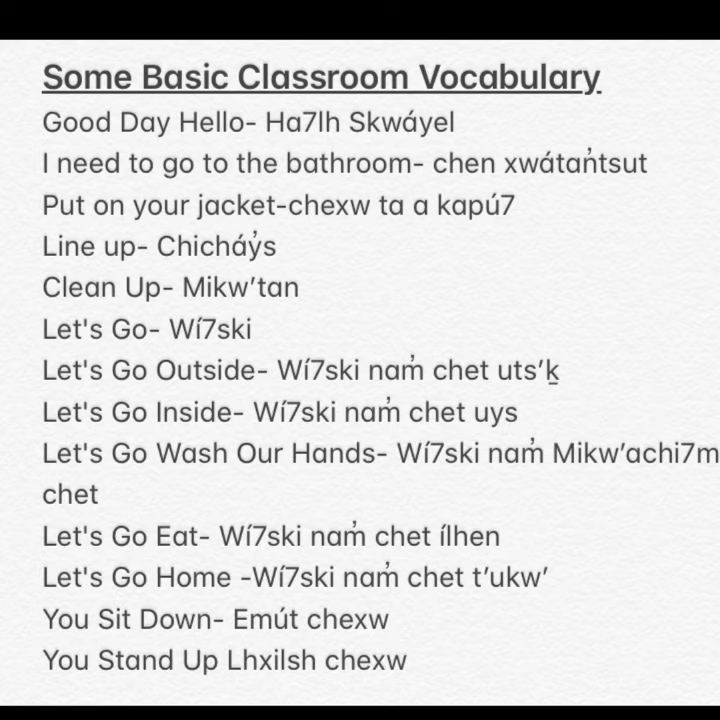 Some Basic Classroom Vocabulary
Good Day Hello- Ha7lh Skwáyel
I need to go to the bathroom- chen xwátan̓tsut
Put on your jacket-chexw ta a kapú7
Line up- Chicháy̓s
Clean Up- Mikw’tan
Let's Go- Wí7ski
Let's Go Outside- Wí7ski nam̓ chet uts’ḵ
Let's Go Inside- Wí7ski nam̓ chet uys
Let's Go Wash Our Hands- Wí7ski nam̓ Mikw’achi7m
chet
Let's Go Eat- Wí7ski nam̓ chet ílhen
Let's Go Home -Wí7ski nam̓ chet t’ukw’
You Sit Down- Emút chexw
You Stand Up Lhxilsh chexw